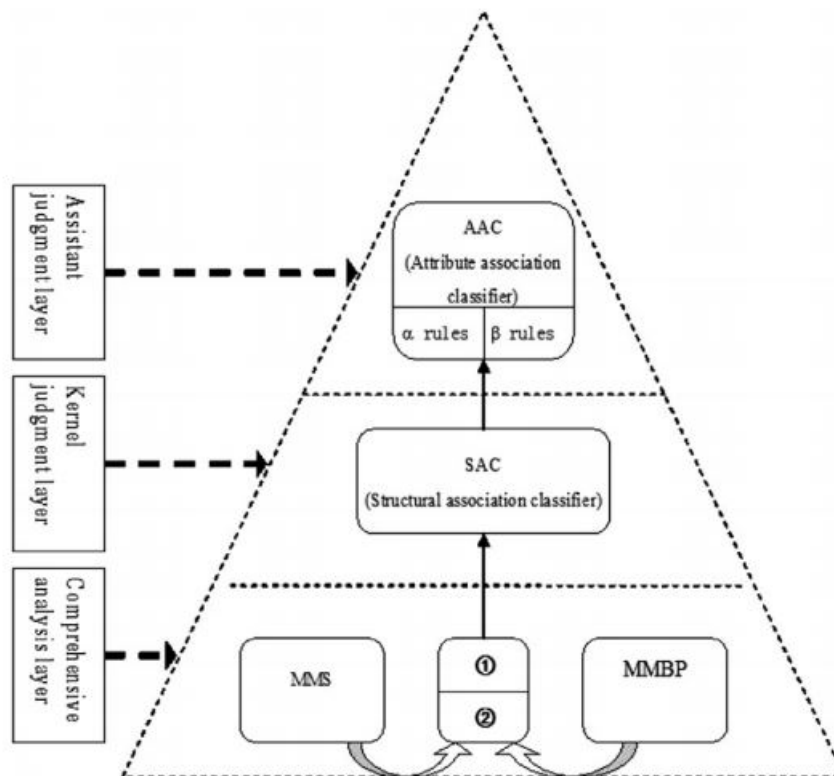 Assistant
judgment layer
AAC
(Attribute association
classifier)
α rules
β rules
Kernel
judgment layer
SAC
(Structural association classifier)
Comprehensive
analysis layer
MMS
①
②
MMBP